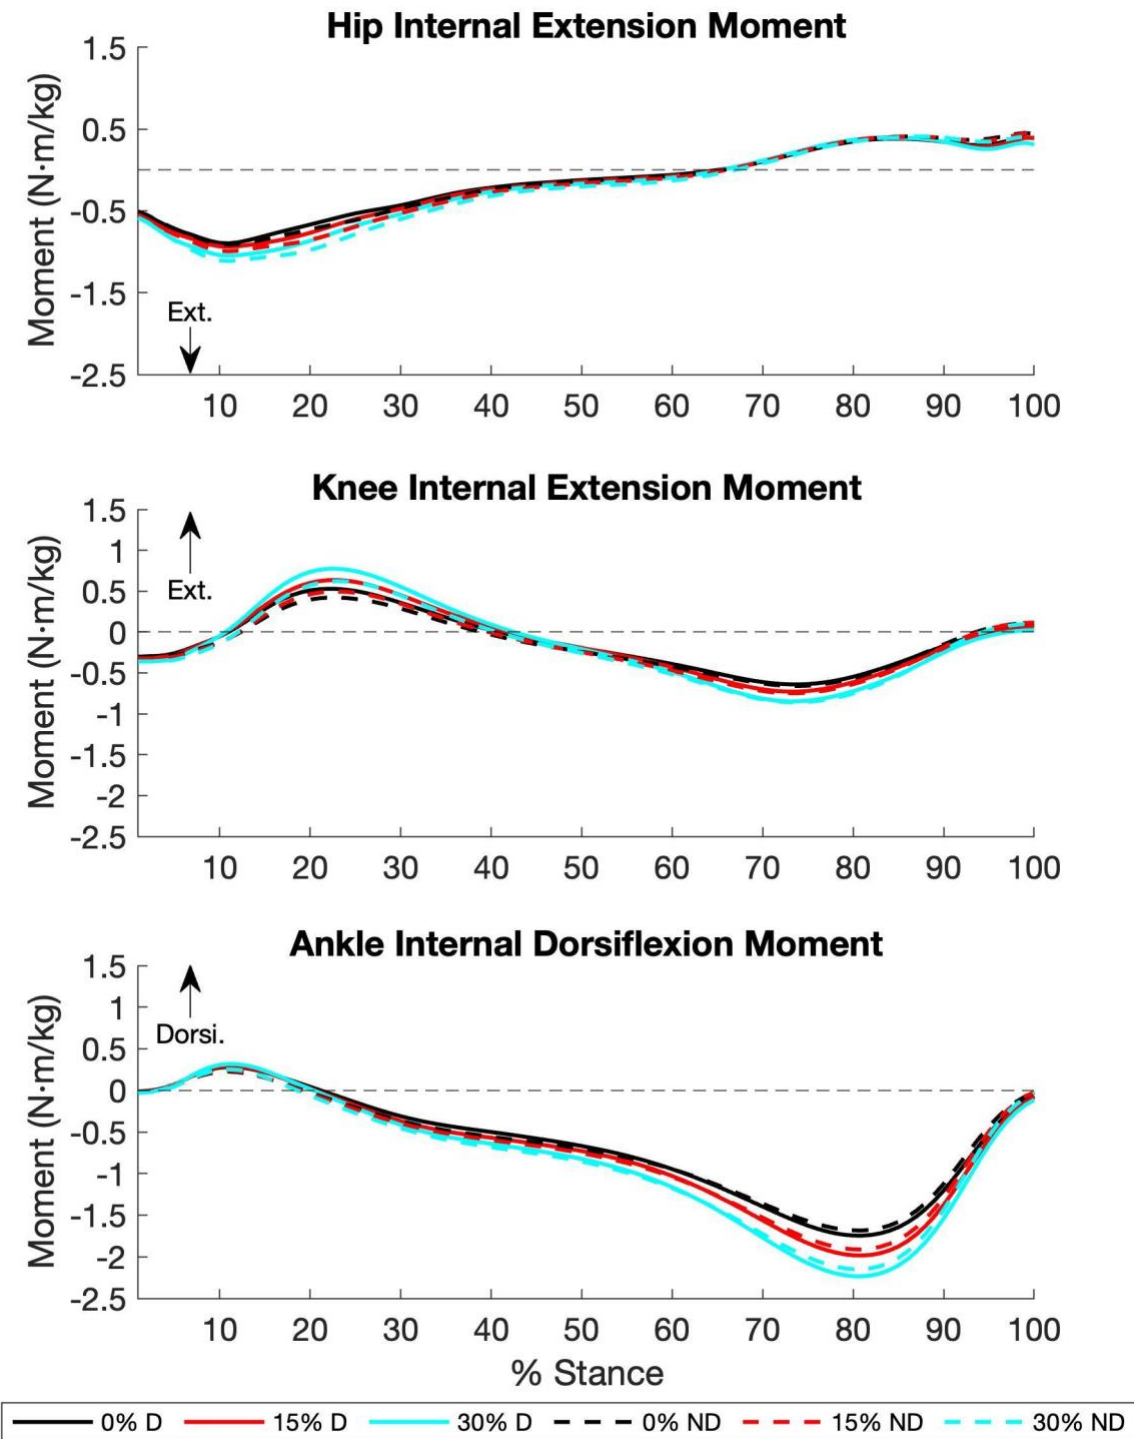 Hip Internal Extension Moment
1.5
0.5
-0.5
-1.5
-2.5
Moment (N·m/kg)
Ext.
10 20 30 40 50 60 70 80 90 100
Knee Internal Extension Moment
1.5
1
0.5
0
-0.5
-1
-1.5
-2
-2.5
Moment (N·m/kg)
Ext.
10 20 30 40 50 60 70 80 90 100
Ankle Internal Dorsiflexion Moment
1.5
1
0.5
0
-0.5
-1
-1.5
-2
-2.5
Moment (N·m/kg)
Dorsi.
10 20 30 40 50 60 70 80 90 100
% Stance
0% D 15% D 30% D 0% ND 15% ND 30% ND